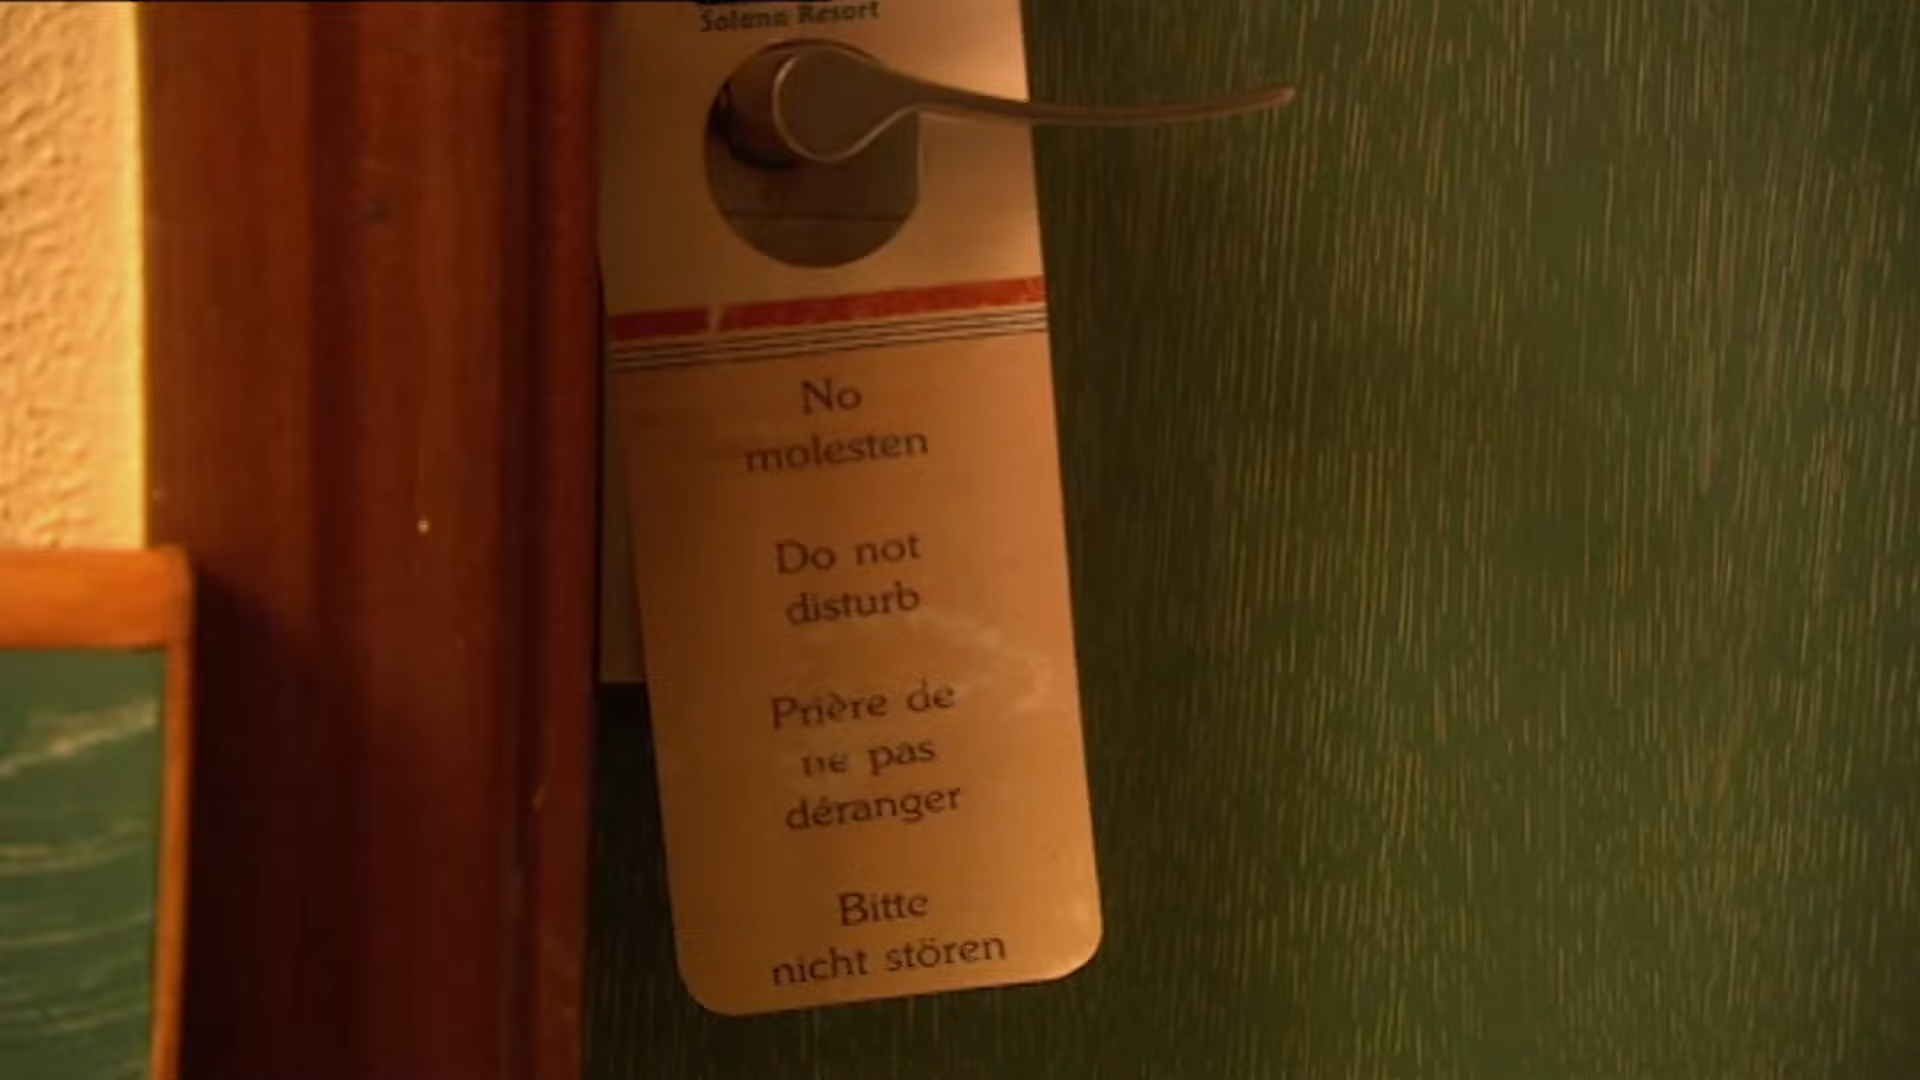 Solana Resort
No
molesten
Do not
disturb
Prière de
ne pas
déranger
Bitte
nicht stören